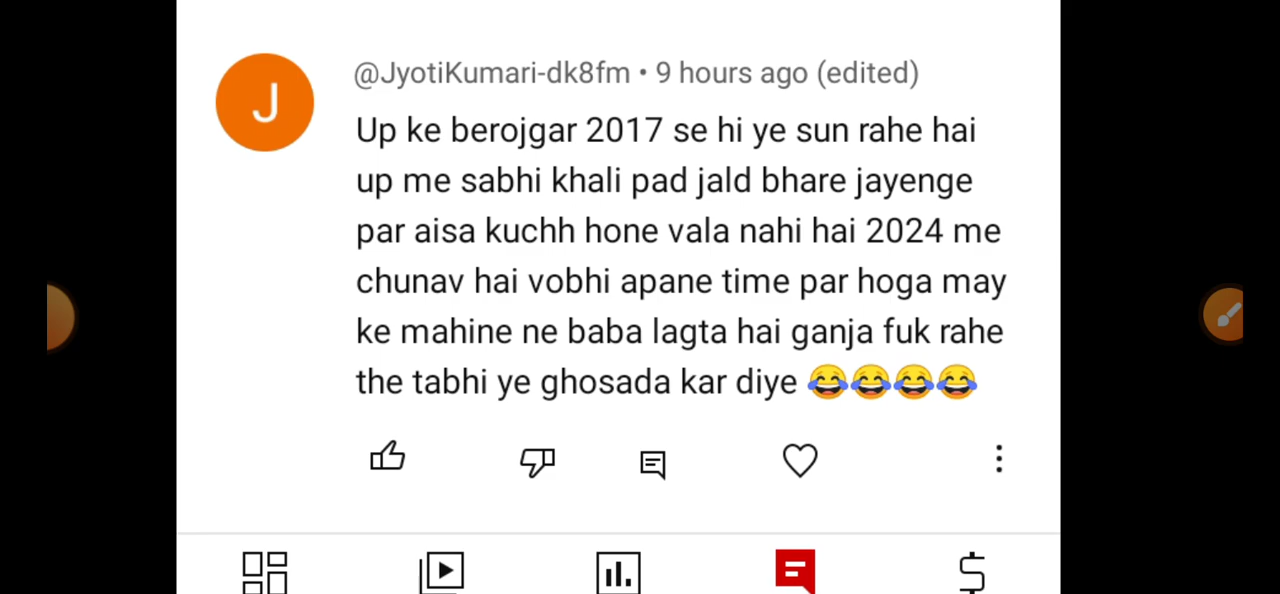 J
@JyotiKumari-dk8fm • 9 hours ago (edited)
Up ke berojgar 2017 se hi ye sun rahe hai
up me sabhi khali pad jald bhare jayenge
par aisa kuchh hone vala nahi hai 2024 me
chunav hai vobhi apane time par hoga may
ke mahine ne baba lagta hai ganja fuk rahe
the tabhi ye ghosada kar diye 😂😂😂😂